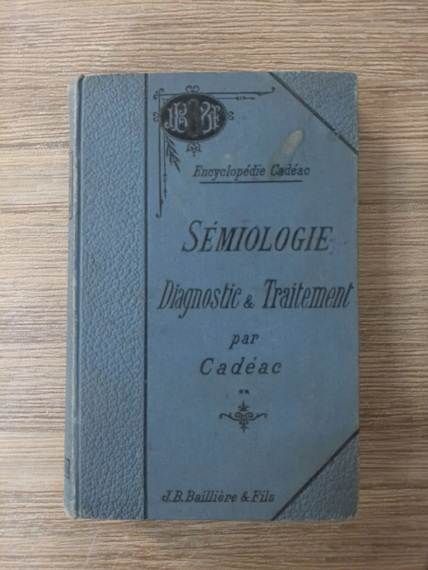 Encyclopédie Cadéac
SÉMIOLOGIE
Diagnostic & Traitement
par
Cadéac
**
J.B. Baillière & Fils